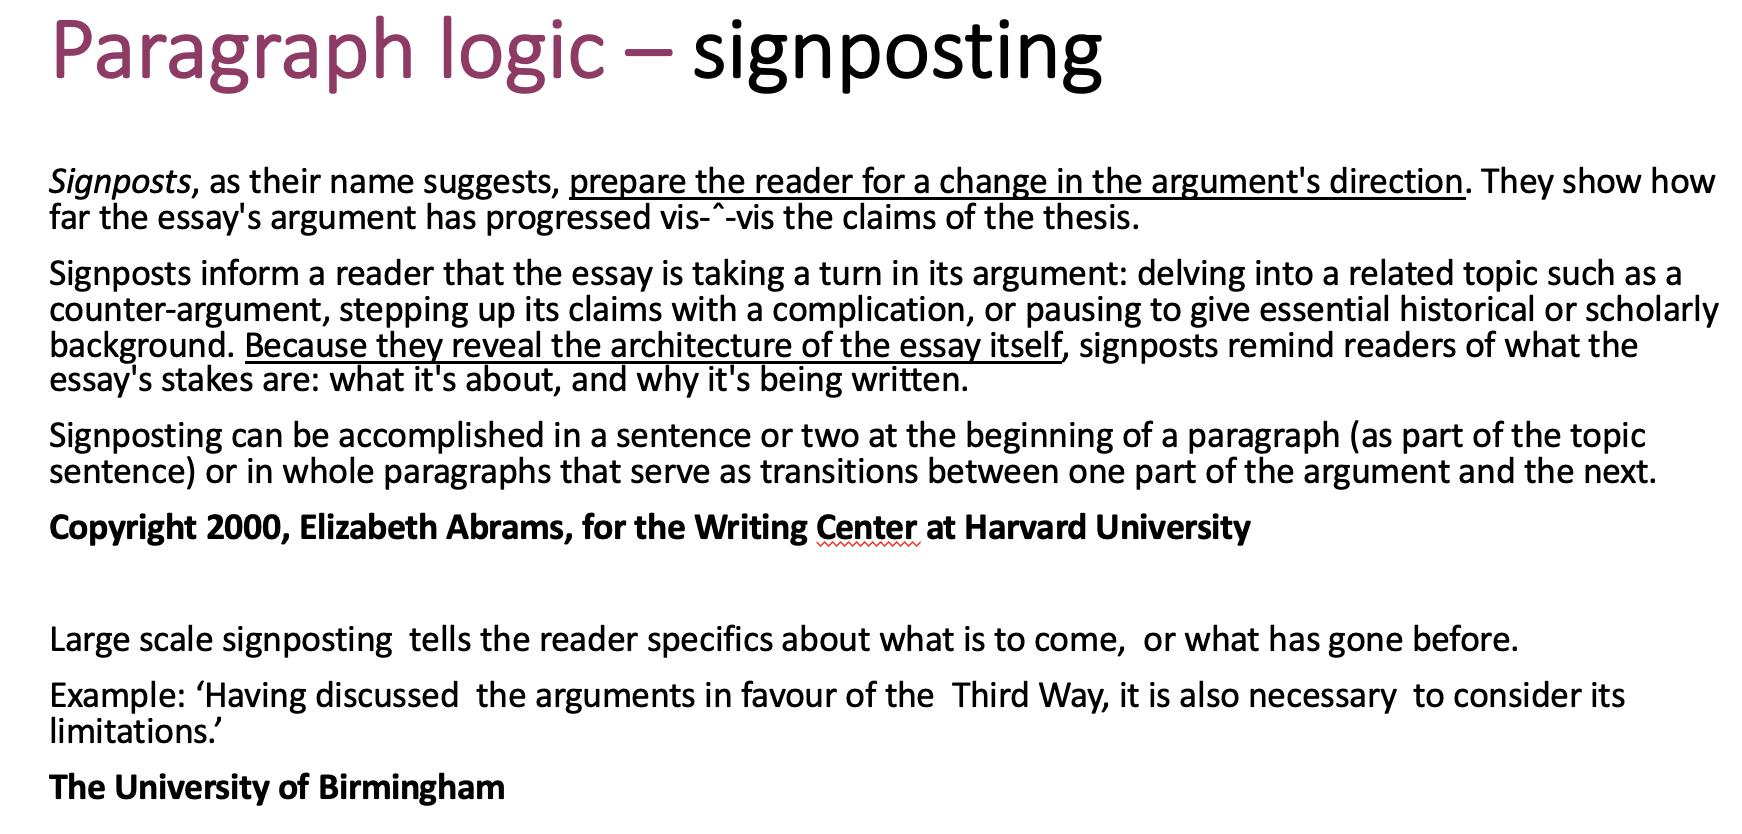 Paragraph logic – signposting
Signposts, as their name suggests, prepare the reader for a change in the argument's direction. They show how
far the essay's argument has progressed vis-ˆ-vis the claims of the thesis.
Signposts inform a reader that the essay is taking a turn in its argument: delving into a related topic such as a
counter-argument, stepping up its claims with a complication, or pausing to give essential historical or scholarly
background. Because they reveal the architecture of the essay itself, signposts remind readers of what the
essay's stakes are: what it's about, and why it's being written.
Signposting can be accomplished in a sentence or two at the beginning of a paragraph (as part of the topic
sentence) or in whole paragraphs that serve as transitions between one part of the argument and the next.
Copyright 2000, Elizabeth Abrams, for the Writing Center at Harvard University
Large scale signposting  tells the reader specifics about what is to come,  or what has gone before.
Example: ‘Having discussed  the arguments in favour of the  Third Way, it is also necessary  to consider its
limitations.’
The University of Birmingham